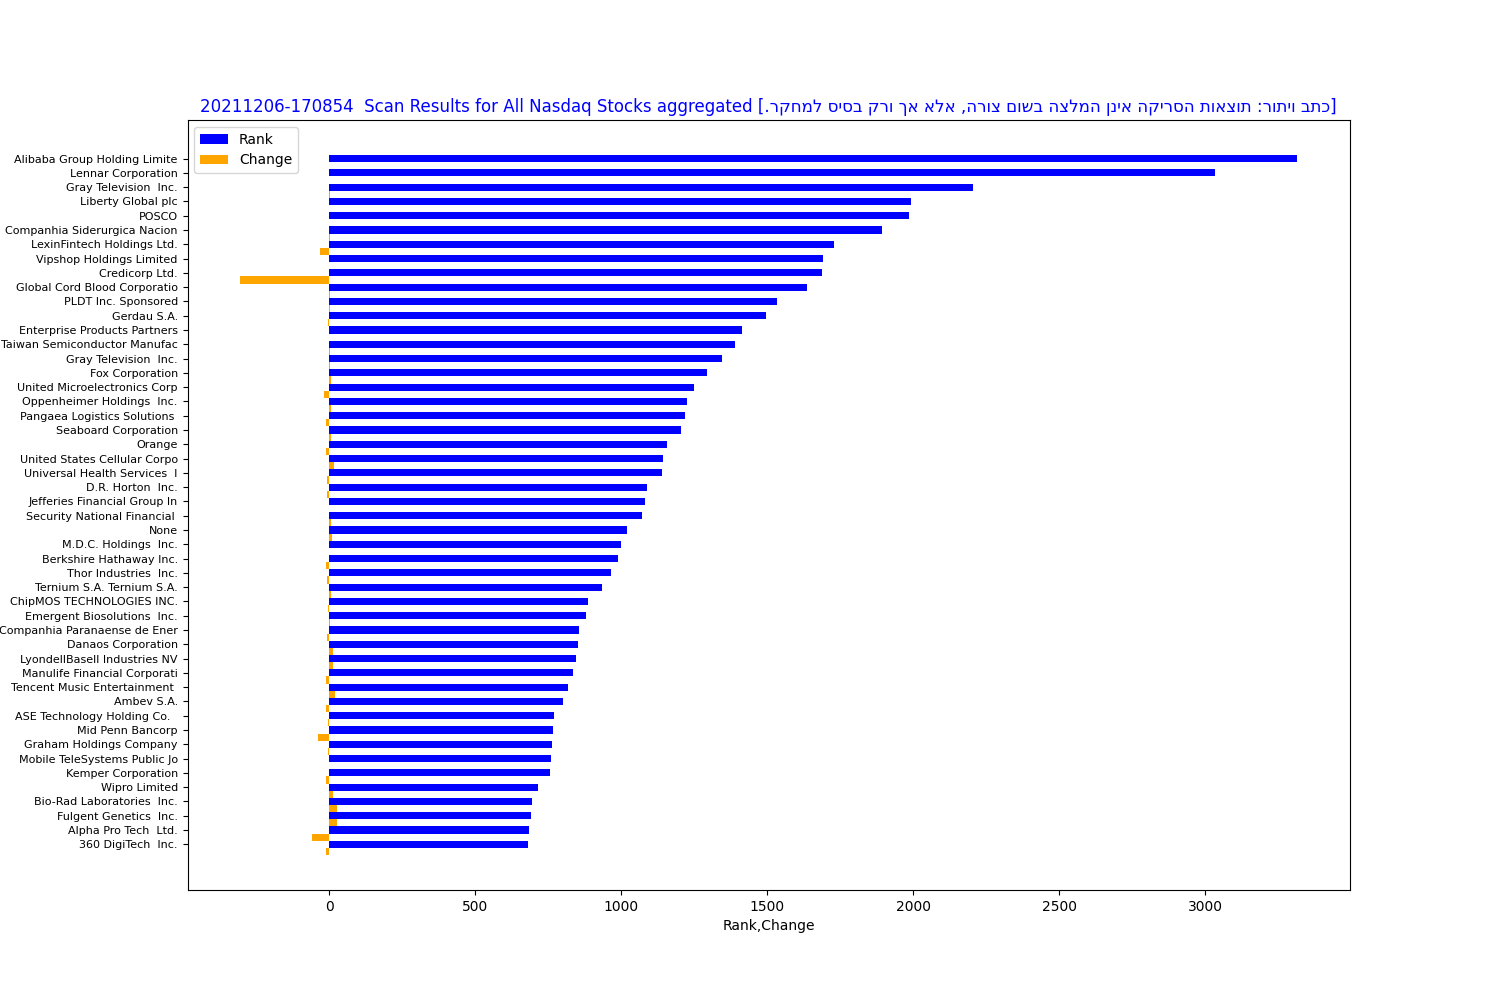 20211206-170854  Scan Results for All Nasdaq Stocks aggregated [כתב ויתור: תוצאות הסריקה אינן המלצה בשום צורה, אלא אך ורק בסיס למחקר.]
Rank
Change
Alibaba Group Holding Limite
Lennar Corporation
Gray Television  Inc.
Liberty Global plc
POSCO
Companhia Siderurgica Nacion
LexinFintech Holdings Ltd.
Vipshop Holdings Limited
Credicorp Ltd.
Global Cord Blood Corporatio
PLDT Inc. Sponsored
Gerdau S.A.
Enterprise Products Partners
Taiwan Semiconductor Manufac
Gray Television  Inc.
Fox Corporation
United Microelectronics Corp
Oppenheimer Holdings  Inc.
Pangaea Logistics Solutions
Seaboard Corporation
Orange
United States Cellular Corpo
Universal Health Services  I
D.R. Horton  Inc.
Jefferies Financial Group In
Security National Financial
None
M.D.C. Holdings  Inc.
Berkshire Hathaway Inc.
Thor Industries  Inc.
Ternium S.A. Ternium S.A.
ChipMOS TECHNOLOGIES INC.
Emergent Biosolutions  Inc.
Companhia Paranaense de Ener
Danaos Corporation
LyondellBasell Industries NV
Manulife Financial Corporati
Tencent Music Entertainment
Ambev S.A.
ASE Technology Holding Co.
Mid Penn Bancorp
Graham Holdings Company
Mobile TeleSystems Public Jo
Kemper Corporation
Wipro Limited
Bio-Rad Laboratories  Inc.
Fulgent Genetics  Inc.
Alpha Pro Tech  Ltd.
360 DigiTech  Inc.
0 500 1000 1500 2000 2500 3000
Rank,Change